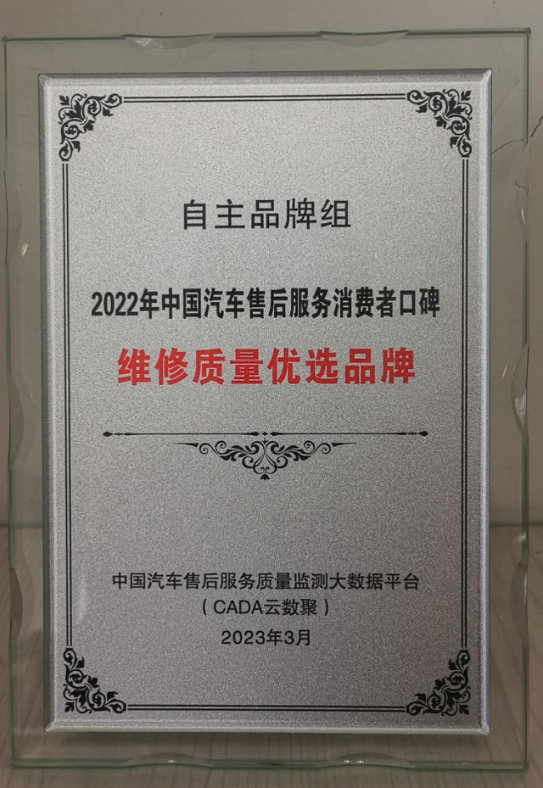 自主品牌组
2022年中国汽车售后服务消费者口碑
维修质量优选品牌
中国汽车售后服务质量监测大数据平台
（CADA云数聚）
2023年3月